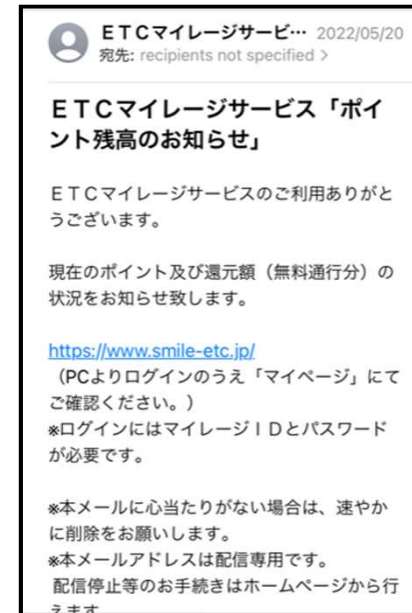 ETCマイレージサービ… 2022/05/20
宛先: recipients not specified >
ETCマイレージサービス「ポイ
ント残高のお知らせ」
ETCマイレージサービスのご利用ありがと
うございます。
現在のポイント及び還元額（無料通行分）の
状況をお知らせ致します。
https://www.smile-etc.jp/
（PCよりログインのうえ「マイページ」にて
ご確認ください。）
※ログインにはマイレージIDとパスワード
が必要です。
※本メールに心当たりがない場合は、速やか
に削除をお願いします。
※本メールアドレスは配信専用です。
配信停止等のお手続きはホームページから行
えます